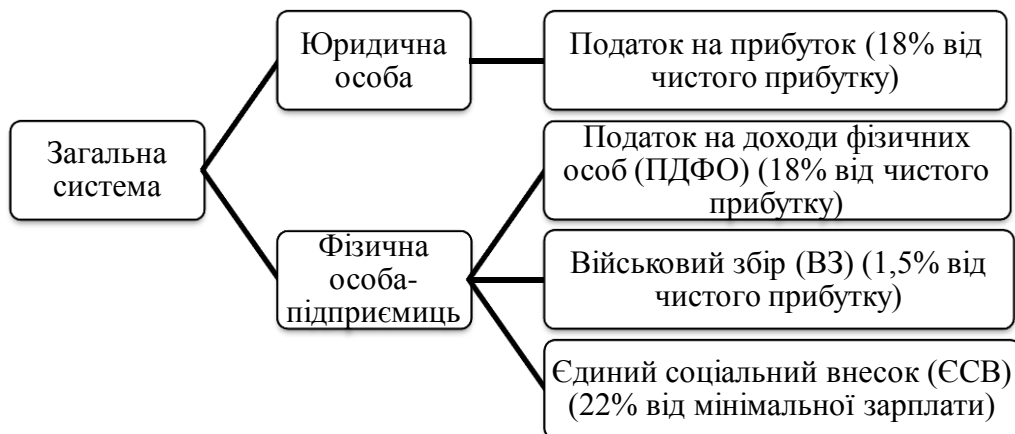 Загальна
система
Юридична
особа
Податок на прибуток (18% від
чистого прибутку)
Фізична
особа-
підприємиць
Податок на доходи фізичних
особ (ПДФО) (18% від чистого
прибутку)
Військовий збір (ВЗ) (1,5% від
чистого прибутку)
Єдиний соціальний внесок (ЄСВ)
(22% від мінімальної зарплати)